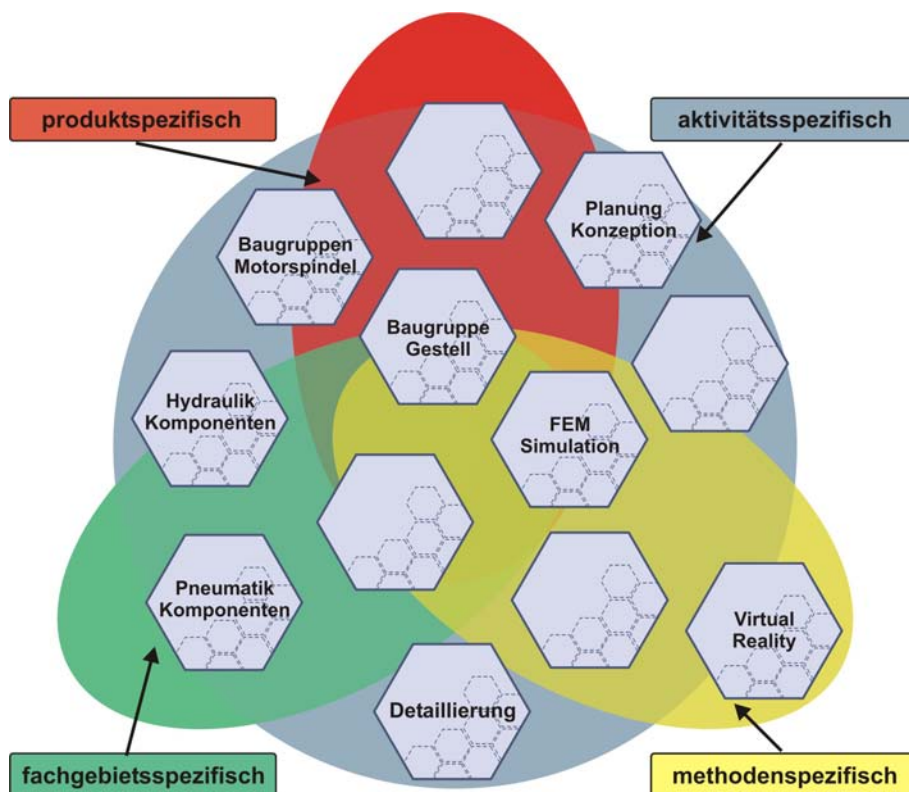 produktspezifisch
aktivitätsspezifisch
Planung
Konzeption
Baugruppen
Motorspindel
Baugruppe
Gestell
Hydraulik
Komponenten
FEM
Simulation
Pneumatik
Komponenten
Virtual
Reality
Detaillierung
fachgebietsspezifisch
methodenspezifisch